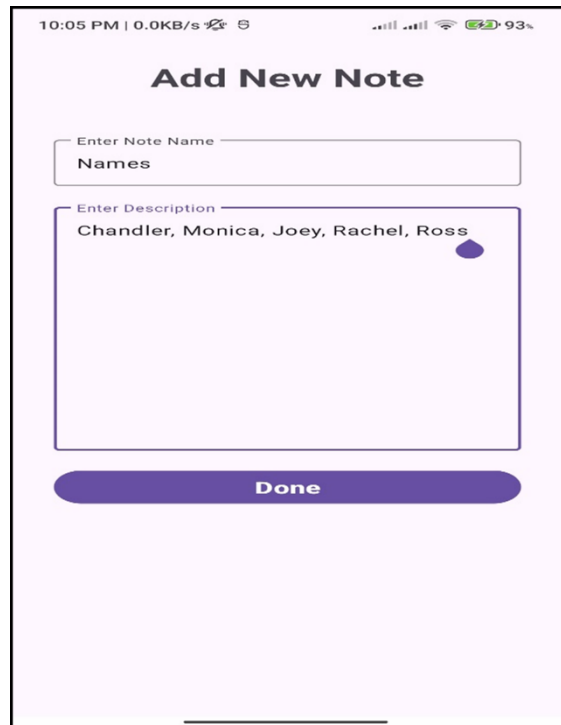 10:05 PM | 0.0KB/s
93%
Add New Note
Enter Note Name
Names
Enter Description
Chandler, Monica, Joey, Rachel, Ross
Done